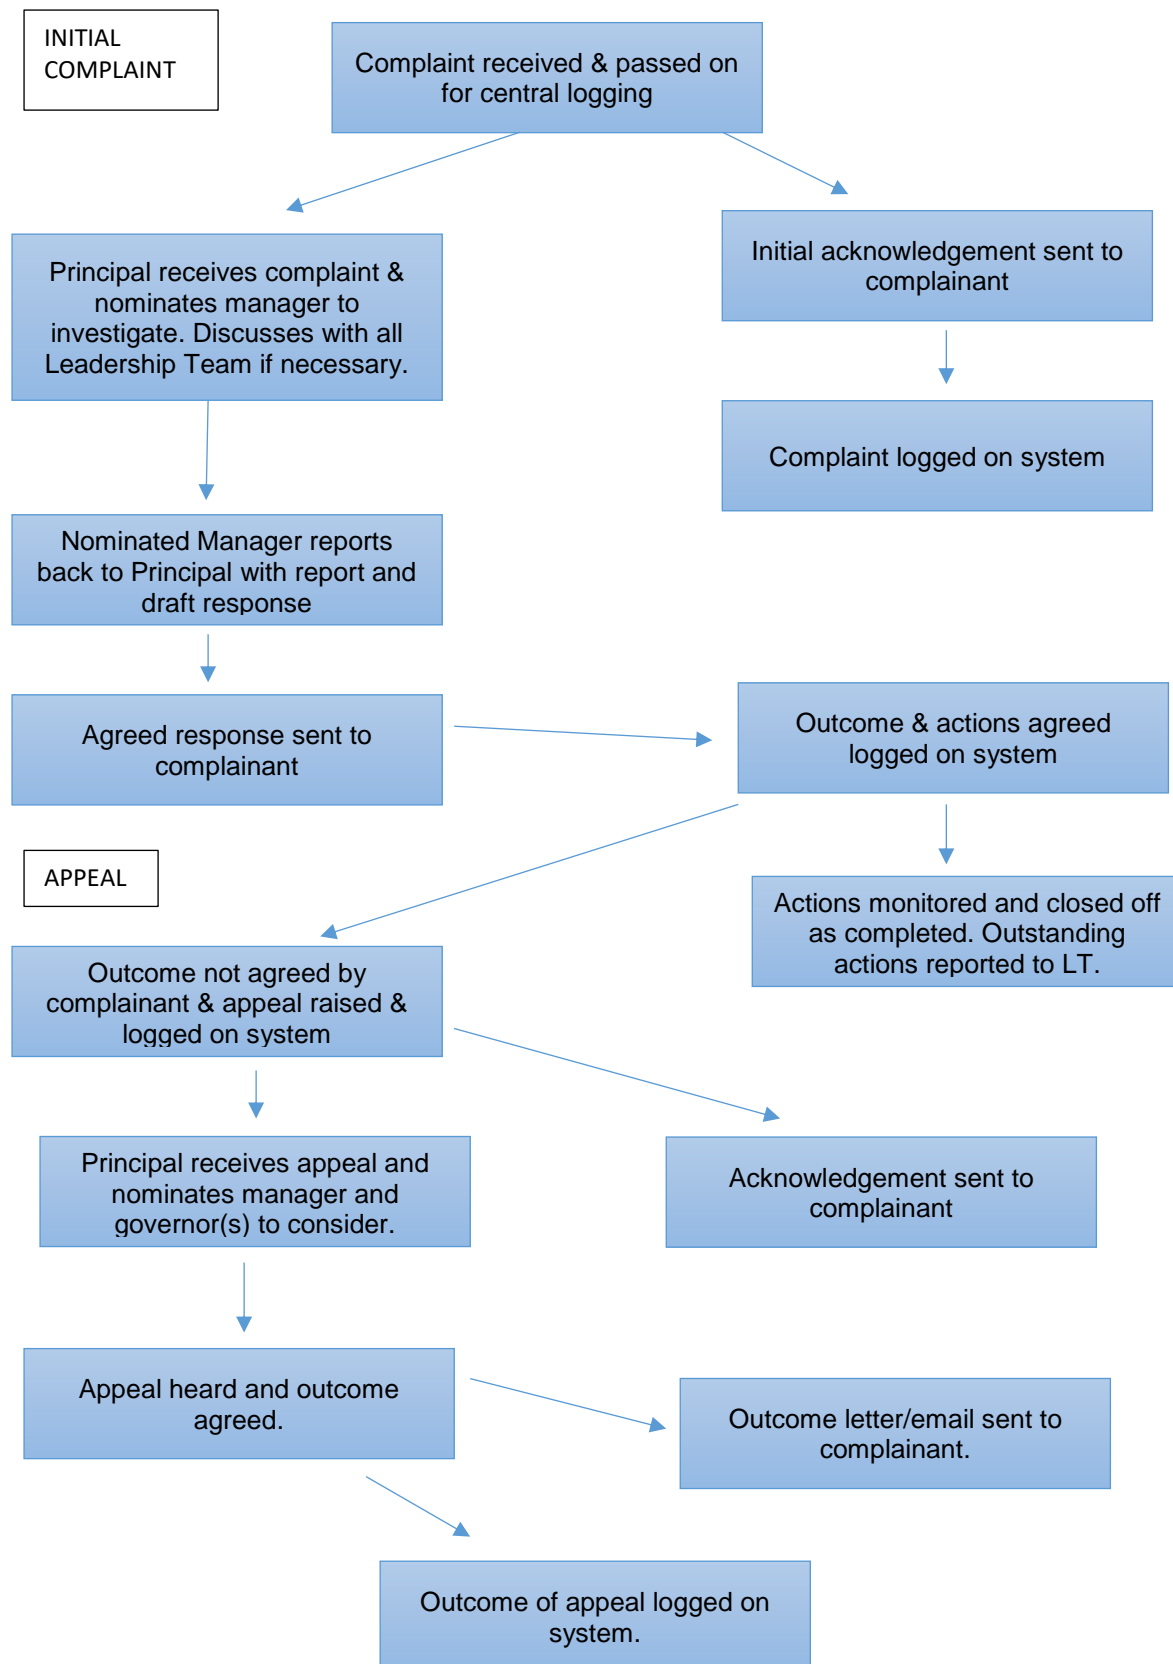 INITIAL
COMPLAINT
Complaint received & passed on
for central logging
Principal receives complaint &
nominates manager to
investigate. Discusses with all
Leadership Team if necessary.
Initial acknowledgement sent to
complainant
Complaint logged on system
Nominated Manager reports
back to Principal with report and
draft response
Agreed response sent to
complainant
Outcome & actions agreed
logged on system
APPEAL
Actions monitored and closed off
as completed. Outstanding
actions reported to LT.
Outcome not agreed by
complainant & appeal raised &
logged on system
Principal receives appeal and
nominates manager and
governor(s) to consider.
Acknowledgement sent to
complainant
Appeal heard and outcome
agreed.
Outcome letter/email sent to
complainant.
Outcome of appeal logged on
system.